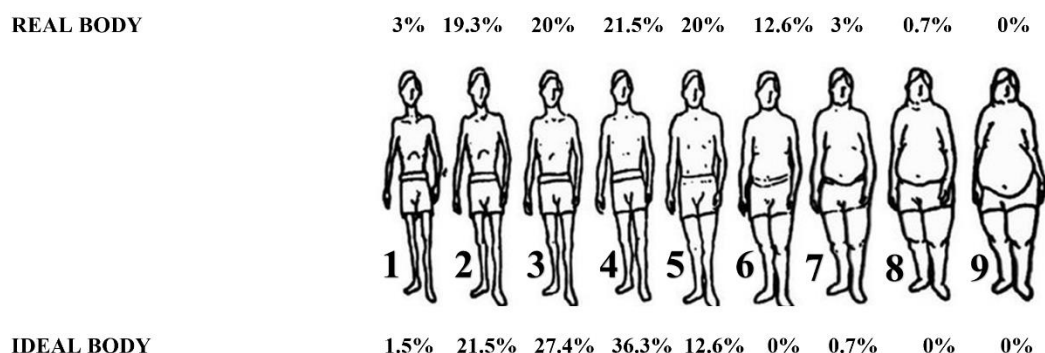 REAL BODY 3% 19.3% 20% 21.5% 20% 12.6% 3% 0.7% 0%
1 2 3 4 5 6 7 8 9
IDEAL BODY 1.5% 21.5% 27.4% 36.3% 12.6% 0% 0.7% 0% 0%